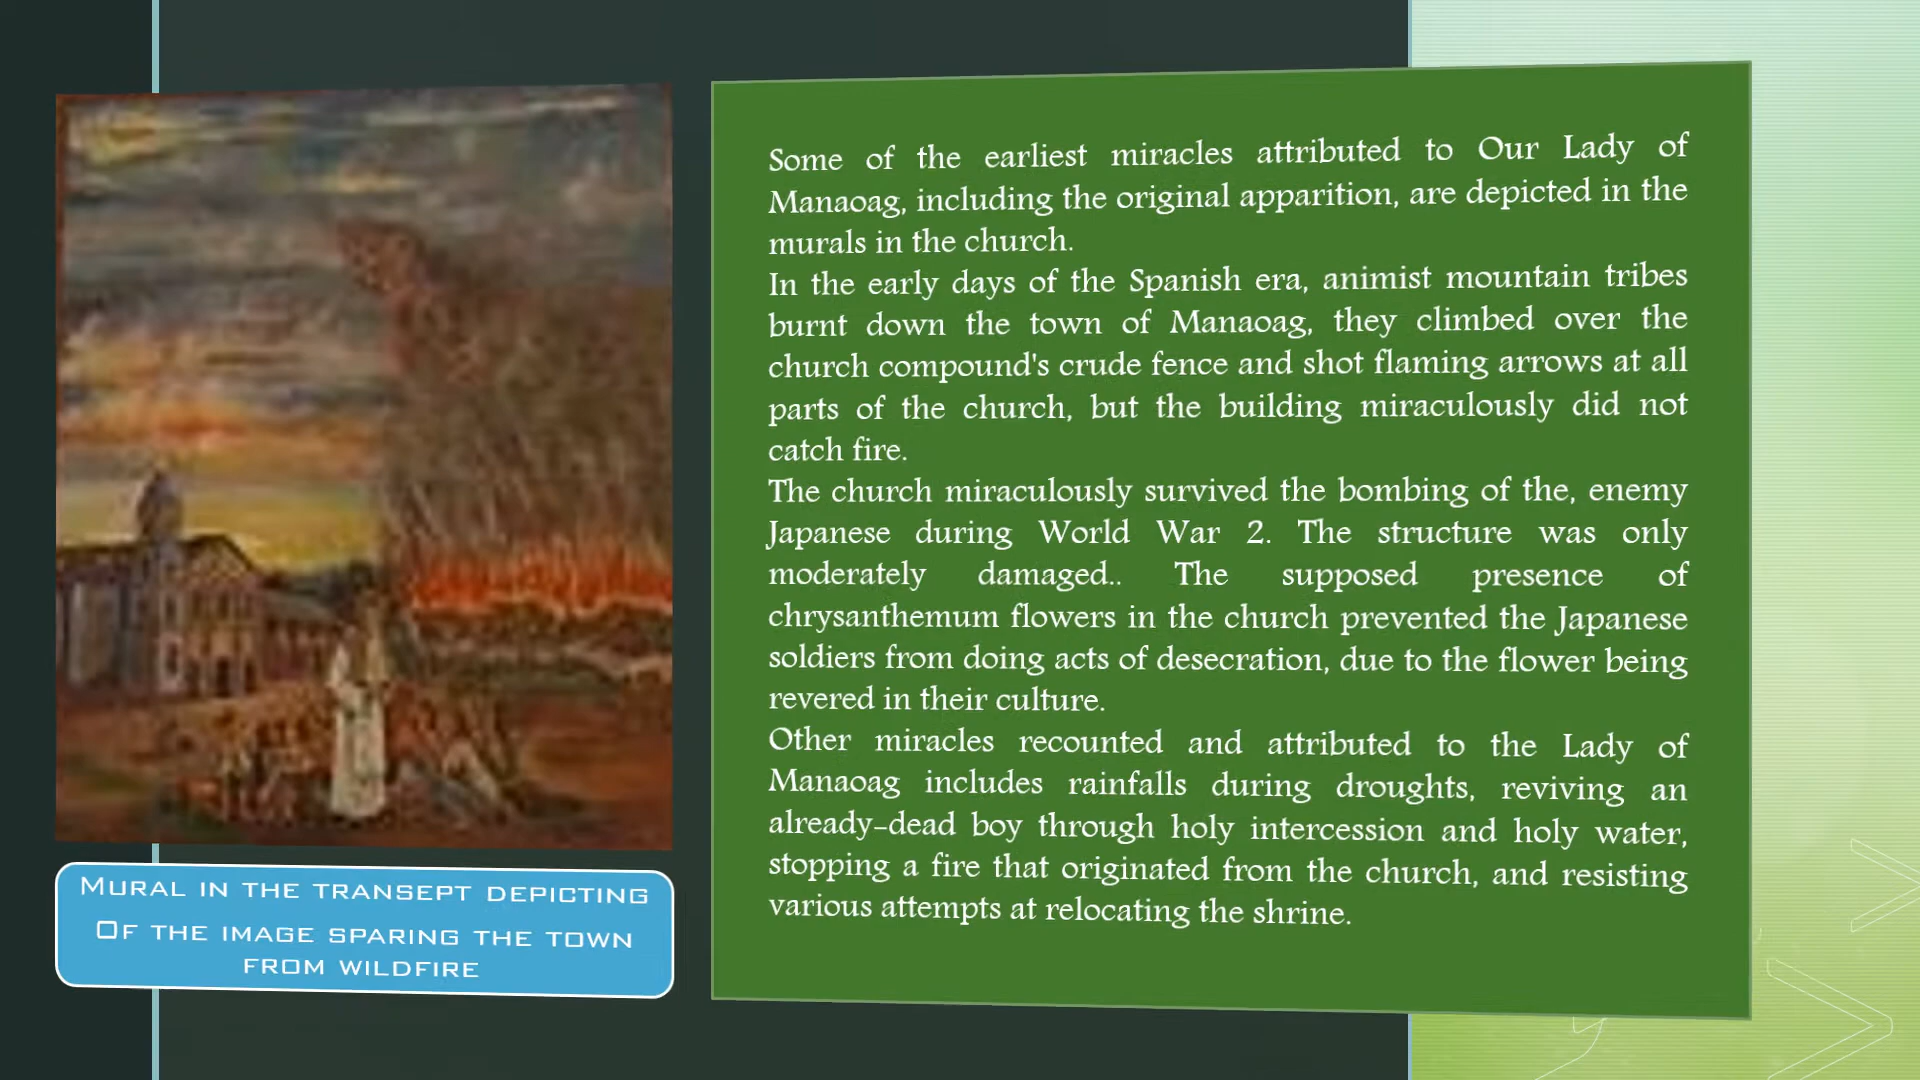 Some of the earliest miracles attributed to Our Lady of
Manaoag, including the original apparition, are depicted in the
murals in the church.
In the early days of the Spanish era, animist mountain tribes
burnt down the town of Manaoag, they climbed over the
church compound's crude fence and shot flaming arrows at all
parts of the church, but the building miraculously did not
catch fire.
The church miraculously survived the bombing of the, enemy
Japanese during World War 2. The structure was only
moderately damaged.. The supposed presence of
chrysanthemum flowers in the church prevented the Japanese
soldiers from doing acts of desecration, due to the flower being
revered in their culture.
Other miracles recounted and attributed to the Lady of
Manaoag includes rainfalls during droughts, reviving an
already-dead boy through holy intercession and holy water,
stopping a fire that originated from the church, and resisting
various attempts at relocating the shrine.
Mural in the transept depicting
Of the image sparing the town
from wildfire